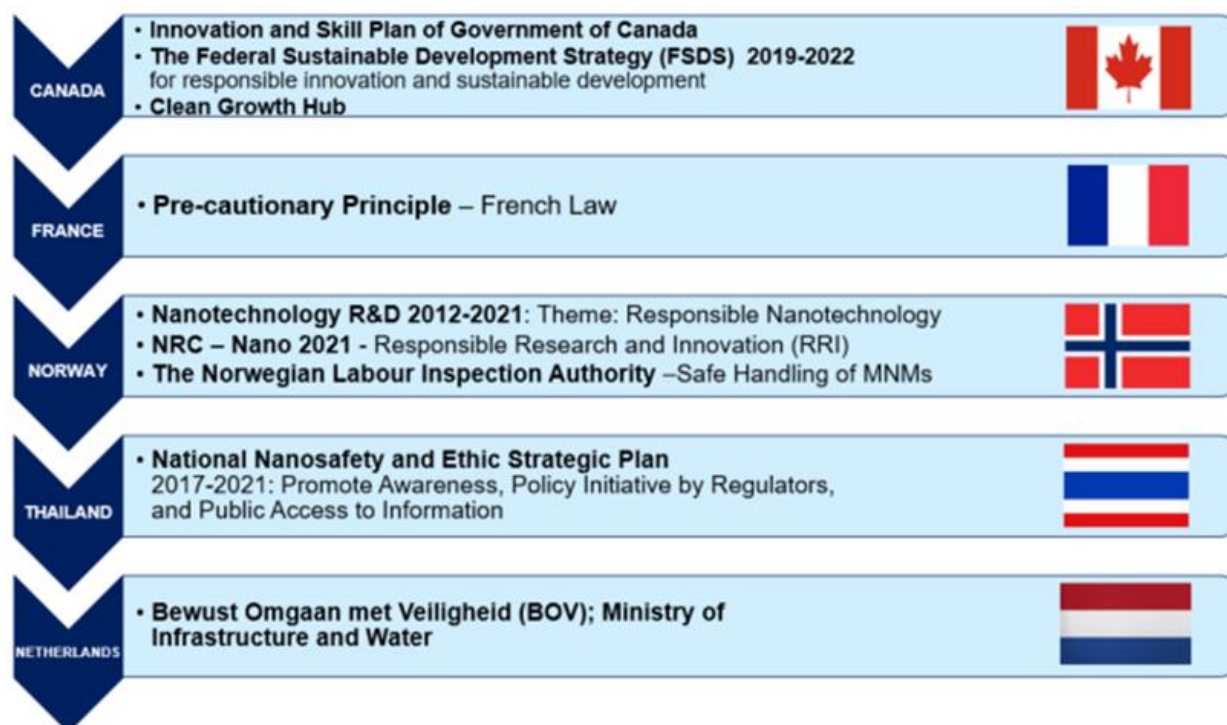 • Innovation and Skill Plan of Government of Canada
• The Federal Sustainable Development Strategy (FSDS) 2019-2022
for responsible innovation and sustainable development
• Clean Growth Hub
CANADA
• Pre-cautionary Principle – French Law
FRANCE
• Nanotechnology R&D 2012-2021: Theme: Responsible Nanotechnology
• NRC – Nano 2021 - Responsible Research and Innovation (RRI)
• The Norwegian Labour Inspection Authority –Safe Handling of MNMs
NORWAY
• National Nanosafety and Ethic Strategic Plan
2017-2021: Promote Awareness, Policy Initiative by Regulators,
and Public Access to Information
THAILAND
• Bewust Omgaan met Veiligheid (BOV); Ministry of
Infrastructure and Water
NETHERLANDS